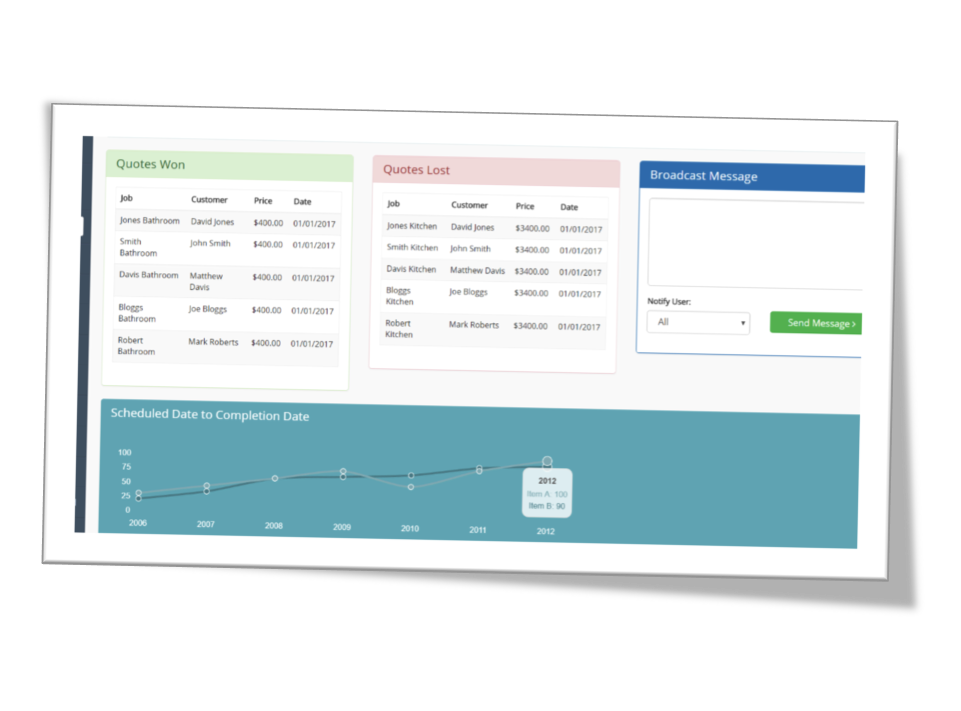 Quotes Won
Job Customer Price Date
Jones Bathroom David Jones $400.00 01/01/2017
Smith John Smith $400.00 01/01/2017
Bathroom
Davis Bathroom Matthew $400.00 01/01/2017
Davis
Bloggs Joe Bloggs $400.00 01/01/2017
Bathroom
Robert Mark Roberts $400.00 01/01/2017
Bathroom
Quotes Lost
Job Customer Price Date
Jones Kitchen David Jones $3400.00 01/01/2017
Smith Kitchen John Smith $3400.00 01/01/2017
Davis Kitchen Matthew Davis $3400.00 01/01/2017
Bloggs Joe Bloggs $3400.00 01/01/2017
Kitchen
Robert Mark Roberts $3400.00 01/01/2017
Kitchen
Broadcast Message
Notify User:
All
Send Message
Scheduled Date to Completion Date
100
75
50
25
0
2006 2007 2008 2009 2010 2011 2012
2012
Item A: 100
Item B: 90